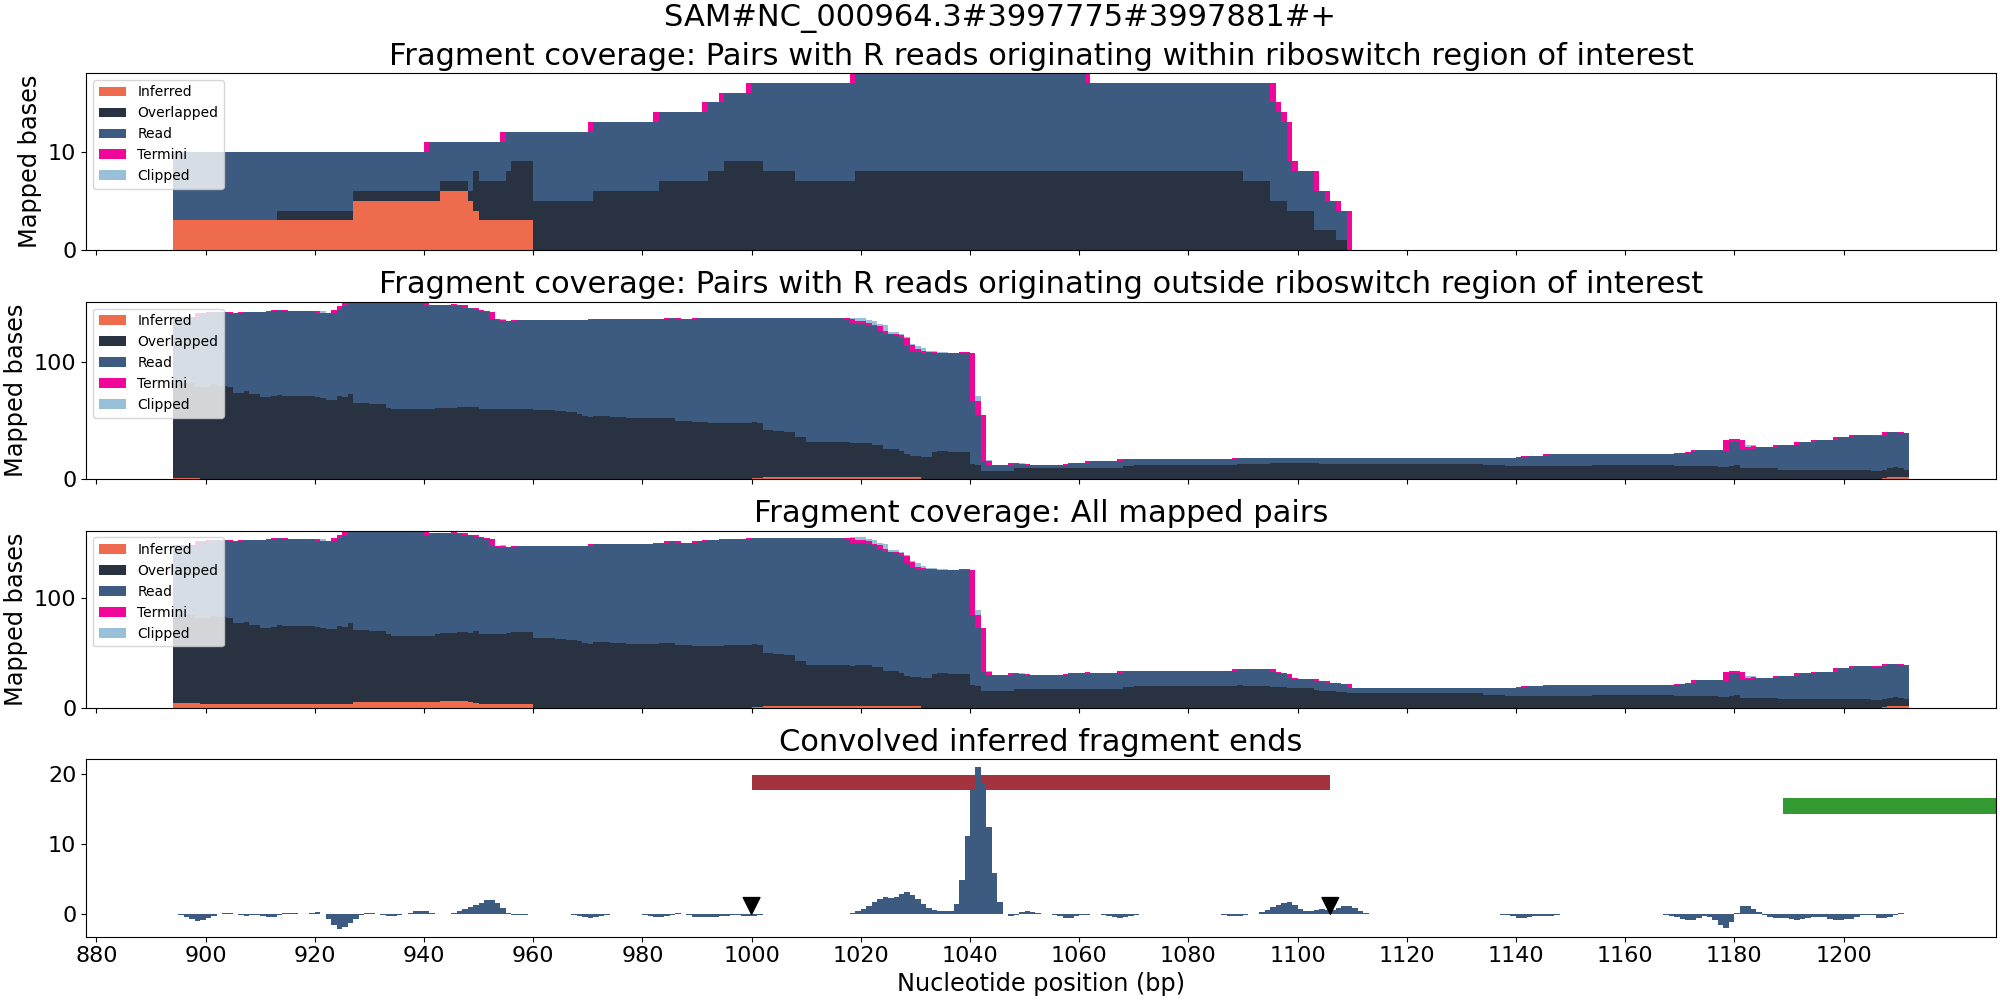 SAM#NC_000964.3#3997775#3997881#+
Fragment coverage: Pairs with R reads originating within riboswitch region of interest
Mapped bases
10
0
Inferred
Overlapped
Read
Termini
Clipped
Fragment coverage: Pairs with R reads originating outside riboswitch region of interest
Mapped bases
100
0
Inferred
Overlapped
Read
Termini
Clipped
Fragment coverage: All mapped pairs
Mapped bases
100
0
Inferred
Overlapped
Read
Termini
Clipped
Convolved inferred fragment ends
20
10
0
880 900 920 940 960 980 1000 1020 1040 1060 1080 1100 1120 1140 1160 1180 1200
Nucleotide position (bp)